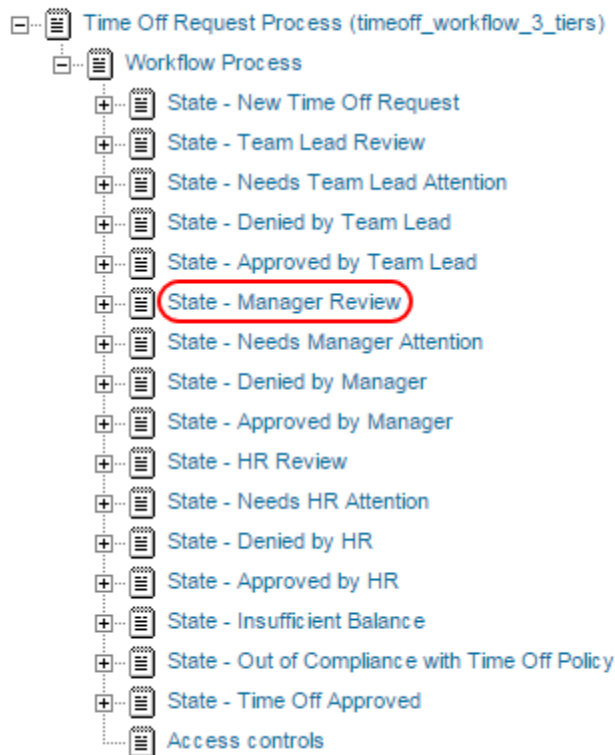 Time Off Request Process (timeoff_workflow_3_tiers)
Workflow Process
State - New Time Off Request
State - Team Lead Review
State - Needs Team Lead Attention
State - Denied by Team Lead
State - Approved by Team Lead
State - Manager Review
State - Needs Manager Attention
State - Denied by Manager
State - Approved by Manager
State - HR Review
State - Needs HR Attention
State - Denied by HR
State - Approved by HR
State - Insufficient Balance
State - Out of Compliance with Time Off Policy
State - Time Off Approved
Access controls